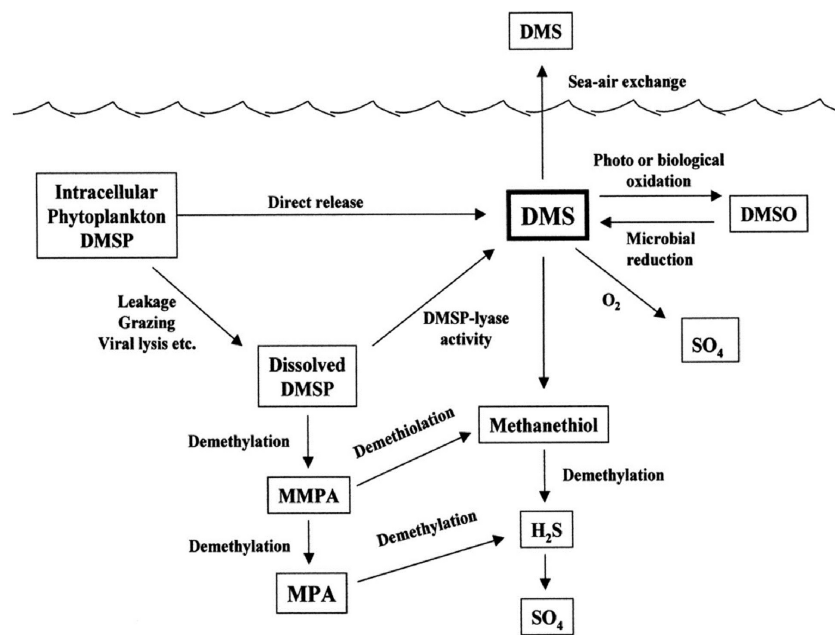 DMS
Sea-air exchange
Photo or biological
oxidation
Intracellular
Phytoplankton
DMSP
Direct release
DMS
DMSO
Microbial
reduction
Leakage
Grazing
Viral lysis etc.
DMSP-lyase
activity
O₂
SO₄
Dissolved
DMSP
Demethylation
Demethiolation
Methanethiol
MMPA
Demethylation
Demethylation
Demethylation
H₂S
MPA
SO₄